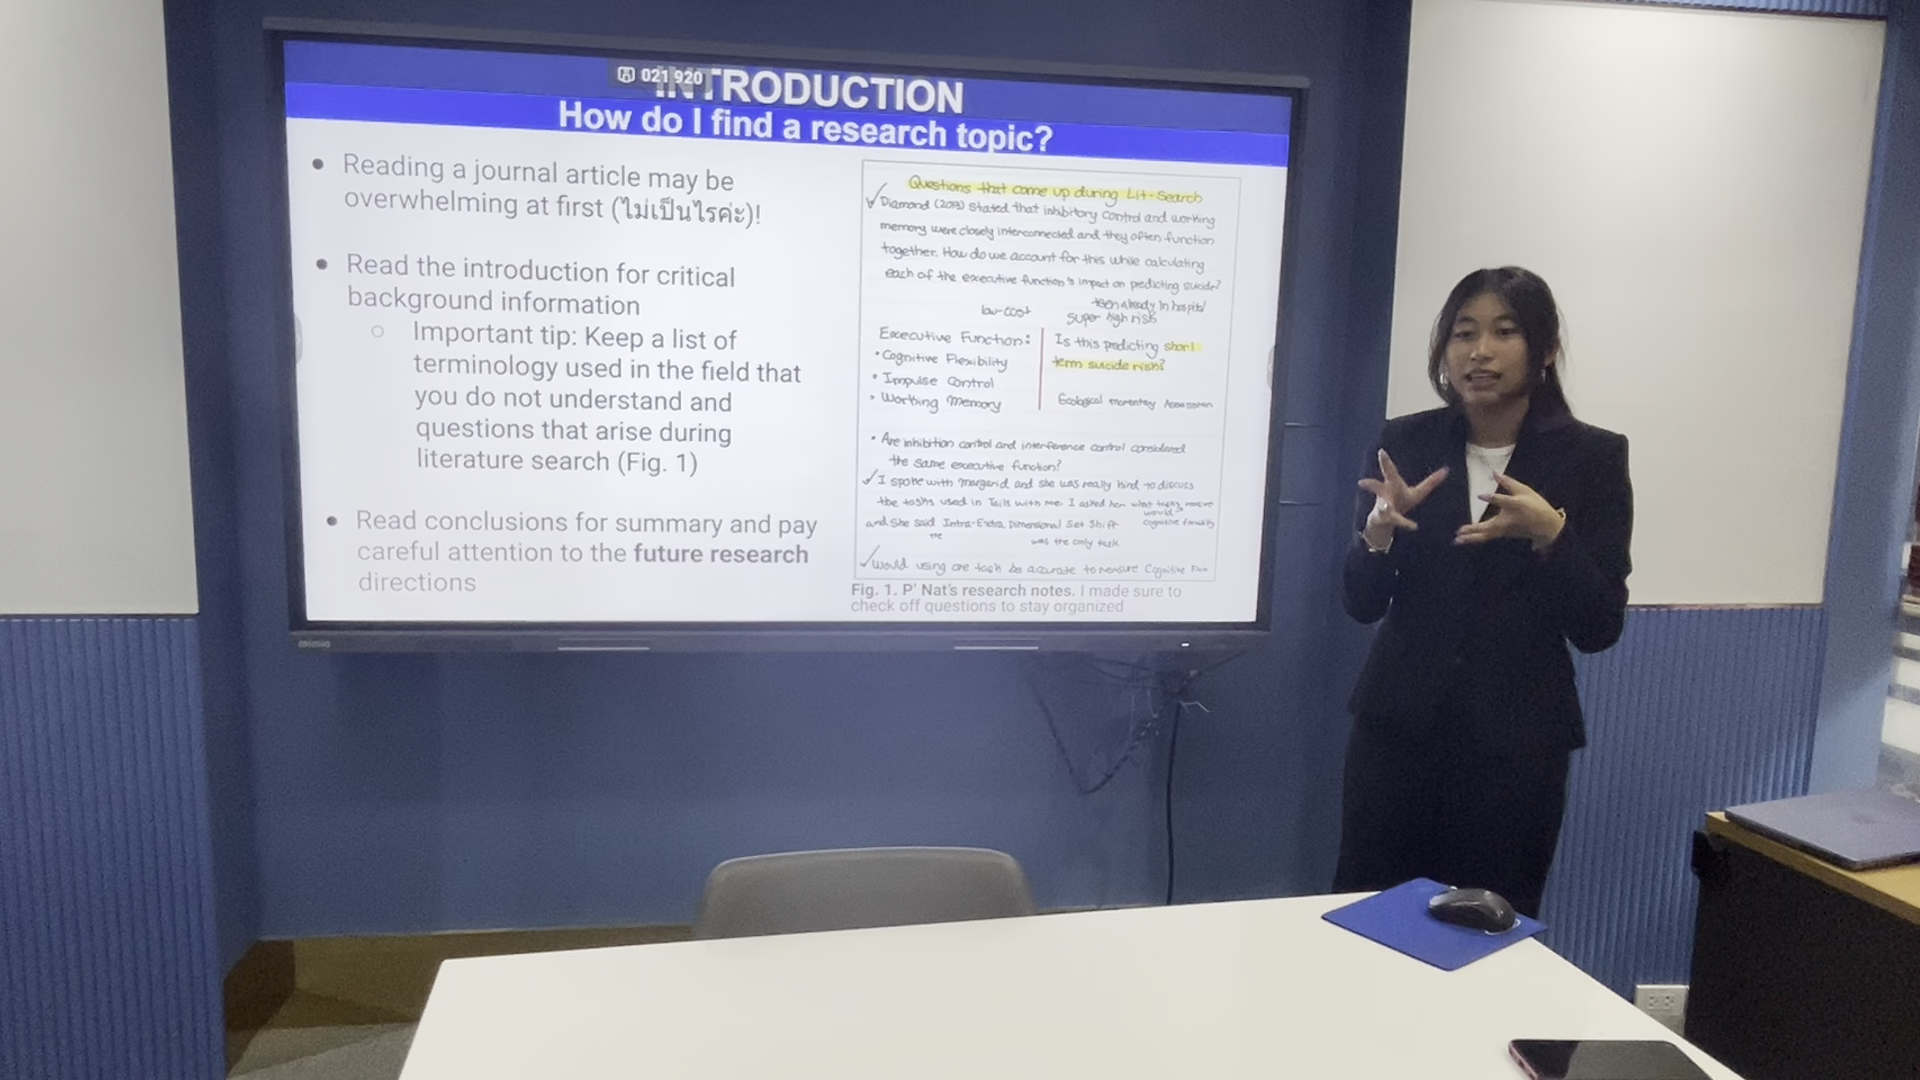 021 920
INTRODUCTION
How do I find a research topic?
• Reading a journal article may be
overwhelming at first (ไม่เป็นไรค่ะ)!
• Read the introduction for critical
background information
○ Important tip: Keep a list of
terminology used in the field that
you do not understand and
questions that arise during
literature search (Fig. 1)
• Read conclusions for summary and pay
careful attention to the future research
directions
Questions that come up during Lit-Search
✓ Diamond (2013) stated that inhibitory control and working
memory were closely interconnected and they often function
together. How do we account for this while calculating
each of the executive function's impact on predicting suicide?
low-cost
teen already in hospital
super high risk
Executive Function:
• Cognitive Flexibility
• Impulse Control
• Working Memory
Is this predicting short
term suicide risk?
Ecological momentary
• Are inhibition control and interference control considered
the same executive function?
✓ I spoke with and she was really kind to discuss
the tasks used in Tails with me. I asked her what
would
and she said Intra-Extra Dimensional Set Shift
cognitive
me
was the only task.
✓ would using one task be accurate to measure Cognitive
Fig. 1. P' Nat's research notes. I made sure to
check off questions to stay organized
mimio